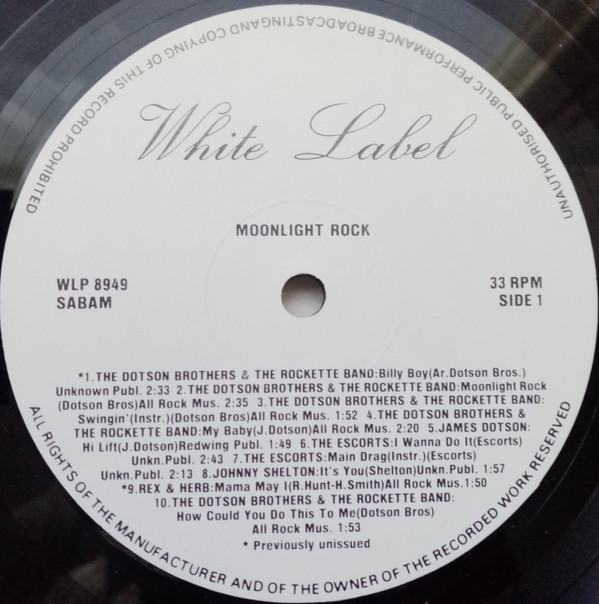 UNAUTHORISED PUBLIC PERFORMANCE BROADCASTING AND COPYING OF THIS RECORD PROHIBITED
White Label
MOONLIGHT ROCK
WLP 8949
SABAM
33 RPM
SIDE 1
*1.THE DOTSON BROTHERS & THE ROCKETTE BAND:Billy Boy(Ar.Dotson Bros.)
Unknown Publ. 2:33 2.THE DOTSON BROTHERS & THE ROCKETTE BAND:Moonlight Rock
(Dotson Bros)All Rock Mus. 2:35 3.THE DOTSON BROTHERS & THE ROCKETTE BAND:
Swingin'(Instr.)(Dotson Bros)All Rock Mus. 1:52 4.THE DOTSON BROTHERS &
THE ROCKETTE BAND:My Baby(J.Dotson)All Rock Mus. 2:20 5.JAMES DOTSON:
Hi Lift(J.Dotson)Redwing Publ. 1:49 6.THE ESCORTS:I Wanna Do It(Escorts)
Unkn.Publ. 2:43 7.THE ESCORTS:Main Drag(Instr.)(Escorts)
Unkn.Publ. 2:13 8.JOHNNY SHELTON:It's You(Shelton)Unkn.Publ. 1:57
*9.REX & HERB:Mama May I(R.Hunt-H.Smith)All Rock Mus.1:50
10.THE DOTSON BROTHERS & THE ROCKETTE BAND:
How Could You Do This To Me(Dotson Bros)
All Rock Mus. 1:53
* Previously unissued
ALL RIGHTS OF THE MANUFACTURER AND OF THE OWNER OF THE RECORDED WORK RESERVED